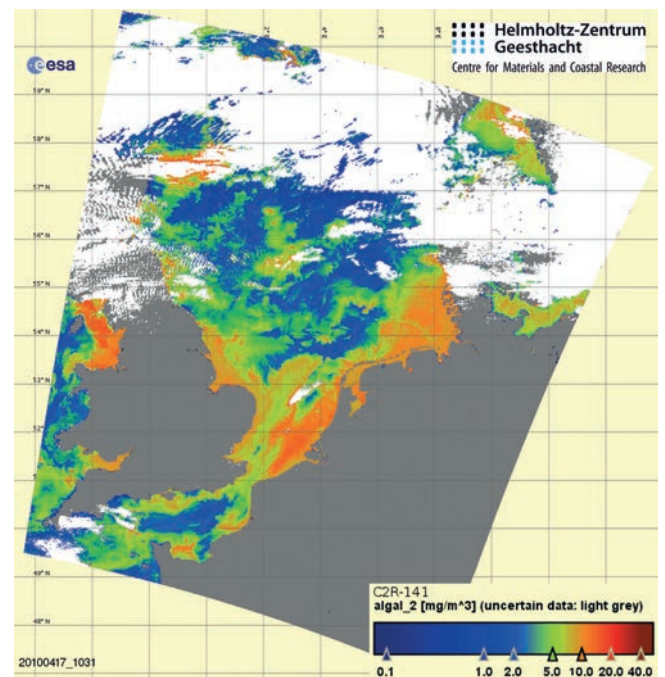 Helmholtz-Zentrum
Geesthacht
Centre for Materials and Coastal Research
esa
59° N
58° N
57° N
56° N
55° N
54° N
53° N
52° N
49° N
48° N
C2R-141
algal_2 [mg/m^3] (uncertain data: light grey)
0.1 1.0 2.0 5.0 10.0 20.0 40.0
20100417_1031